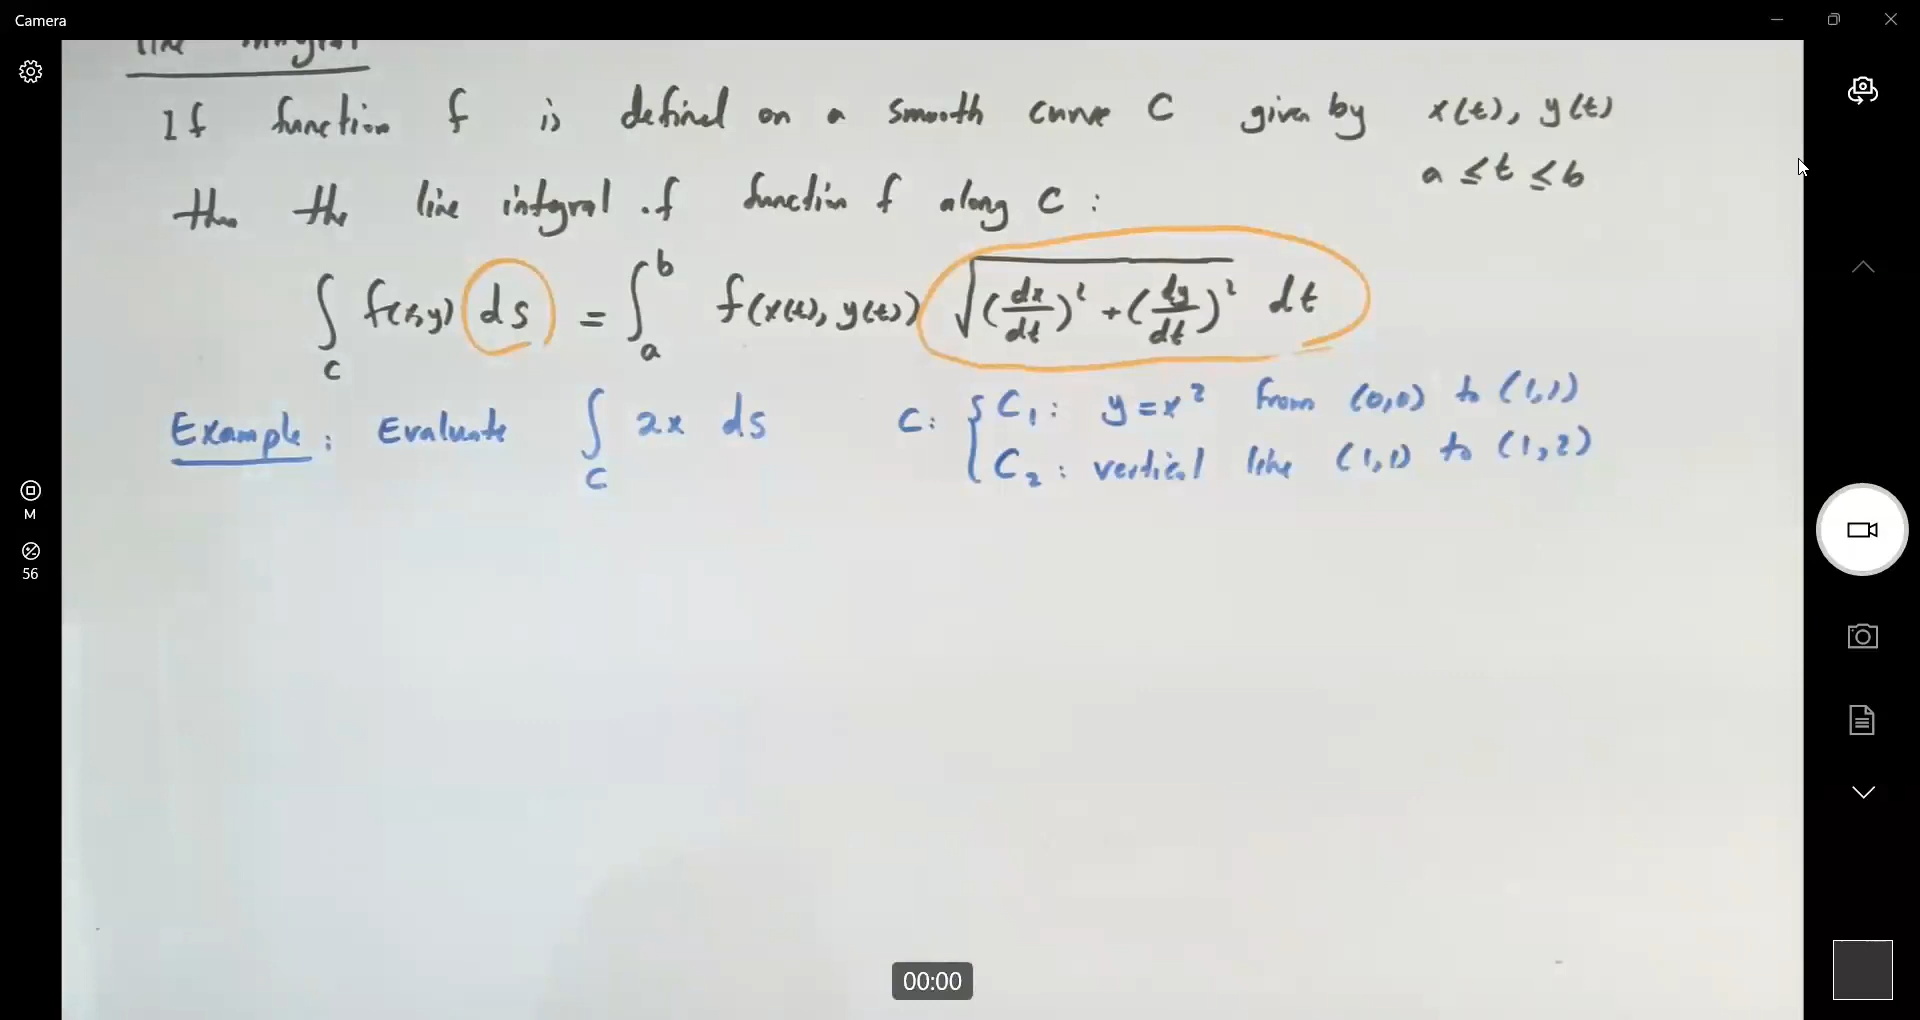 Camera
line integral
If function f is defined on a smooth curve C given by x(t), y(t)
a ≤ t ≤ b
then the line integral of function f along C :
∫_C f(x,y) ds = ∫_a^b f(x(t), y(t)) √((dx/dt)² + (dy/dt)²) dt
Example : Evaluate ∫_C 2x ds C: { C₁ : y = x² from (0,0) to (1,1)
C₂ : vertical line (1,1) to (1,2)
M
56
00:00